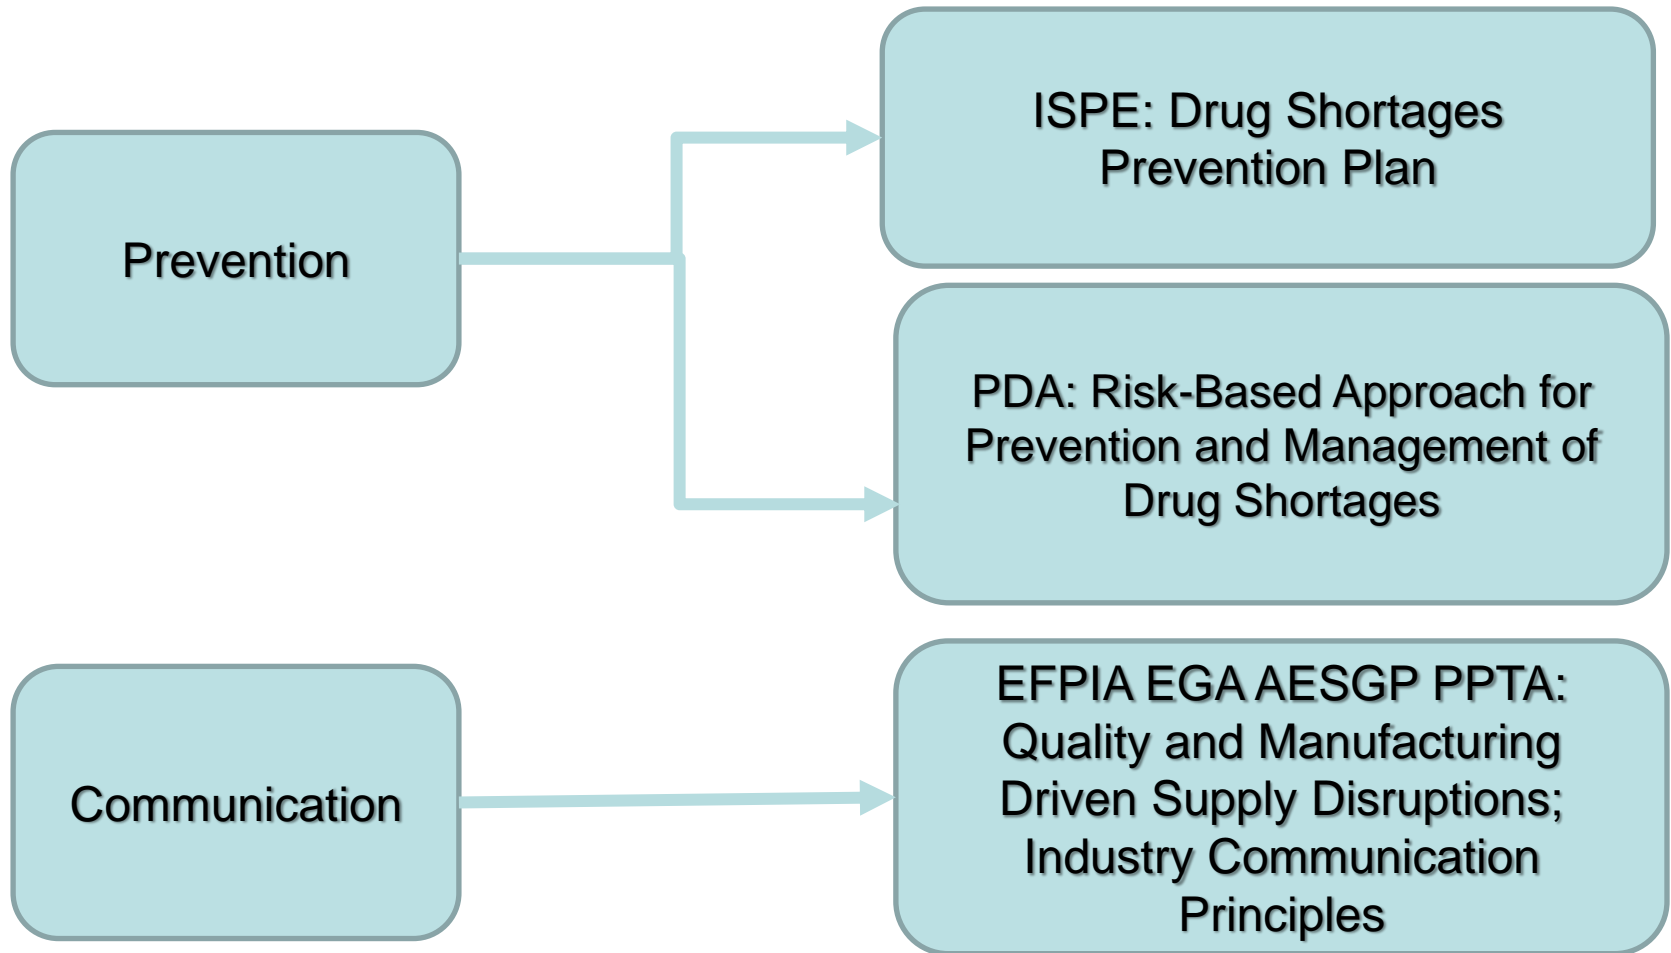 Prevention
ISPE: Drug Shortages
Prevention Plan
PDA: Risk-Based Approach for
Prevention and Management of
Drug Shortages
Communication
EFPIA EGA AESGP PPTA:
Quality and Manufacturing
Driven Supply Disruptions;
Industry Communication
Principles